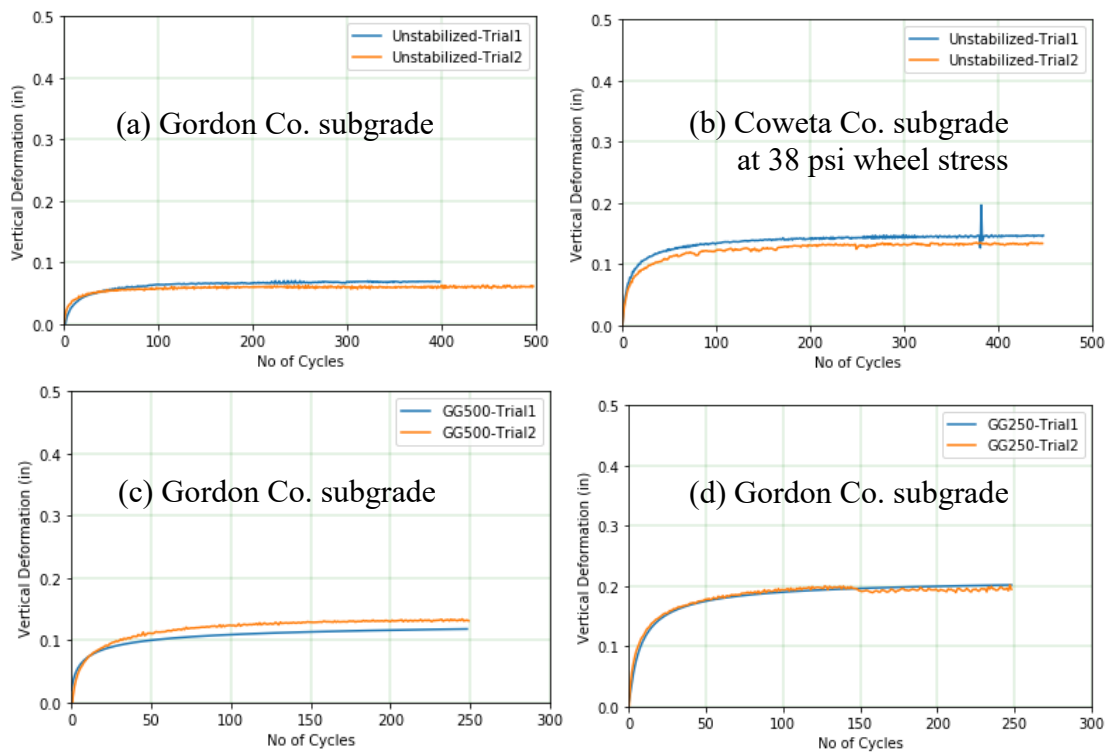 0.5
0.4
0.3
0.2
0.1
0.0
Vertical Deformation (in)
Unstabilized-Trial1
Unstabilized-Trial2
(a) Gordon Co. subgrade
0
100
200
300
400
500
No of Cycles
0.5
0.4
0.3
0.2
0.1
0.0
Vertical Deformation (in)
Unstabilized-Trial1
Unstabilized-Trial2
(b) Coweta Co. subgrade
at 38 psi wheel stress
0
100
200
300
400
500
No of Cycles
0.5
0.4
0.3
0.2
0.1
0.0
Vertical Deformation (in)
GG500-Trial1
GG500-Trial2
(c) Gordon Co. subgrade
0
50
100
150
200
250
300
No of Cycles
0.5
0.4
0.3
0.2
0.1
0.0
Vertical Deformation (in)
GG250-Trial1
GG250-Trial2
(d) Gordon Co. subgrade
0
50
100
150
200
250
300
No of Cycles